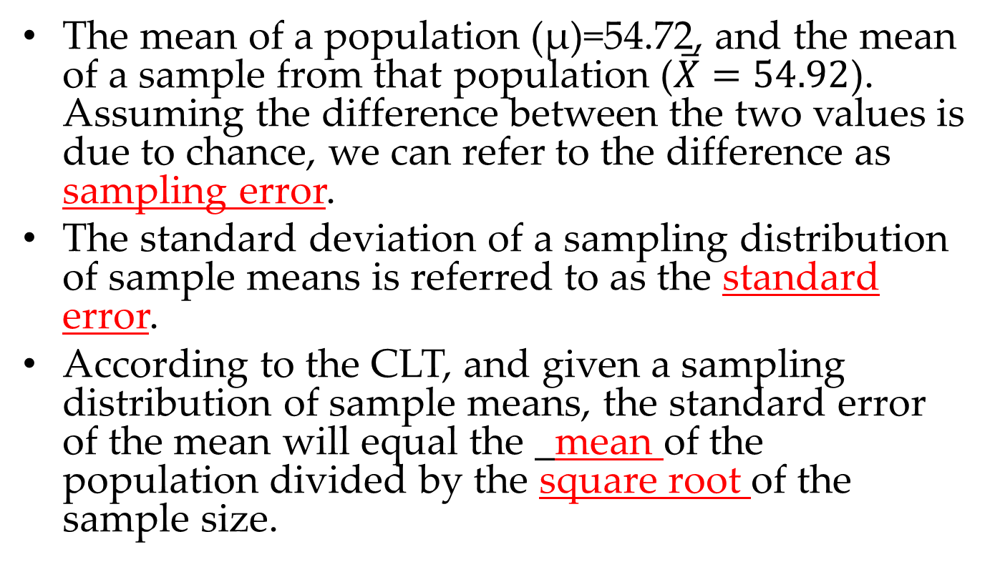 • The mean of a population (μ)=54.72, and the mean
of a sample from that population (X̄ = 54.92).
Assuming the difference between the two values is
due to chance, we can refer to the difference as
sampling error.
• The standard deviation of a sampling distribution
of sample means is referred to as the standard
error.
• According to the CLT, and given a sampling
distribution of sample means, the standard error
of the mean will equal the _mean of the
population divided by the square root of the
sample size.